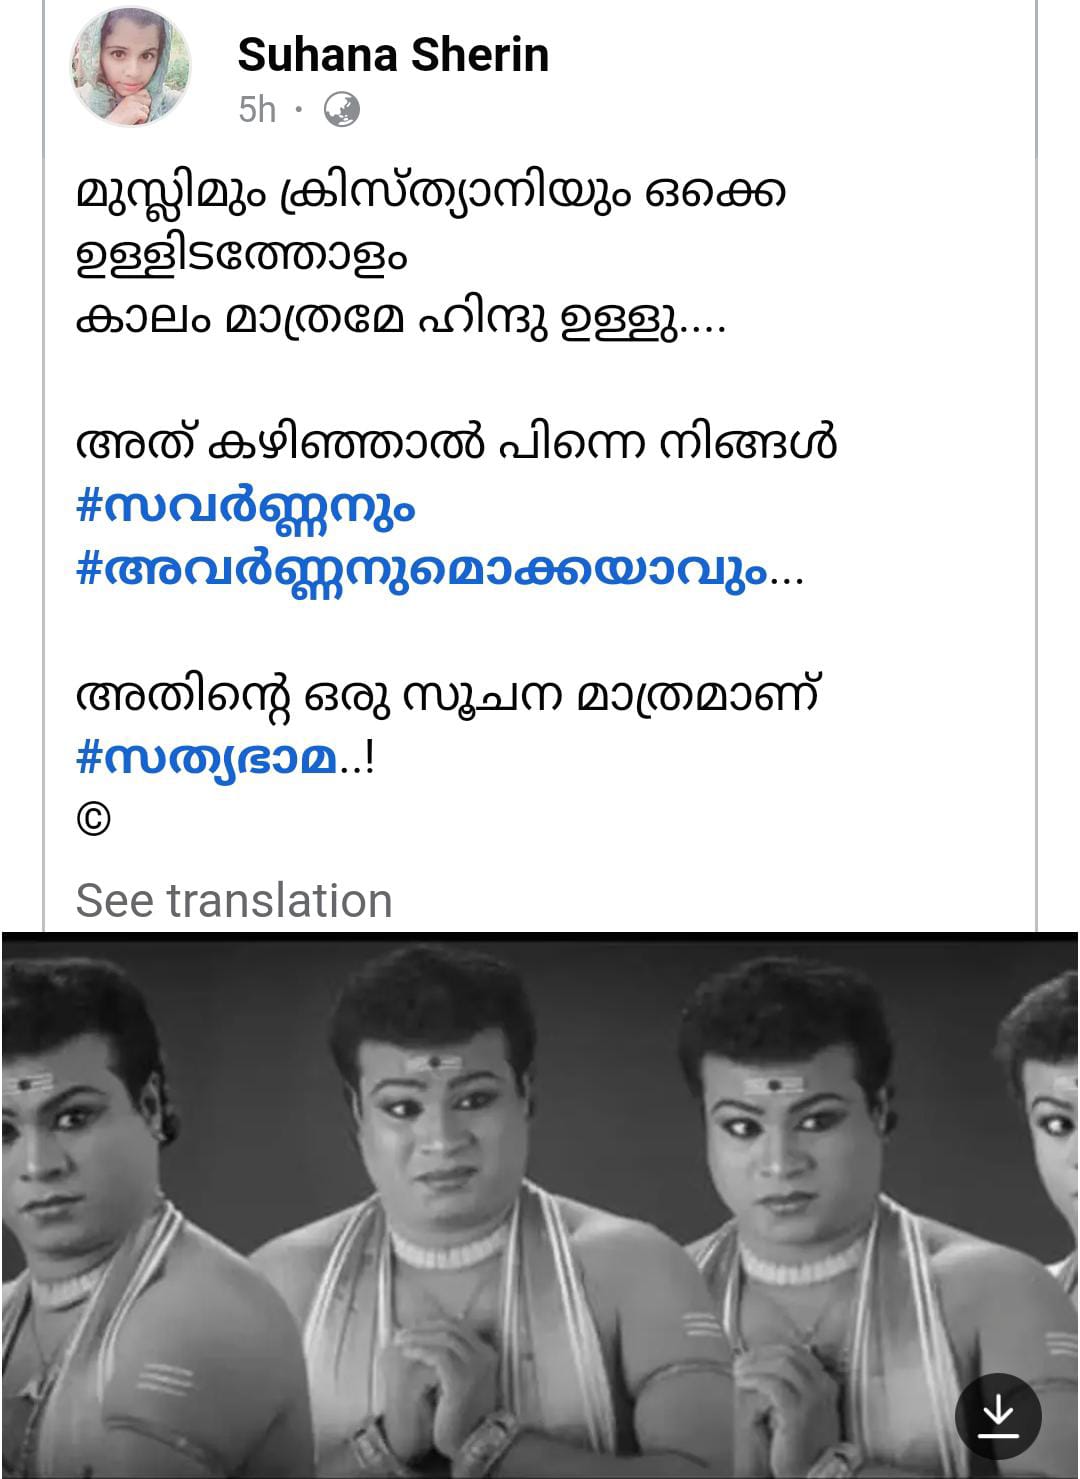 Suhana Sherin
5h ·
മുസ്ലിമും ക്രിസ്ത്യാനിയും ഒക്കെ
ഉള്ളിടത്തോളം
കാലം മാത്രമേ ഹിന്ദു ഉള്ളു....
അത് കഴിഞ്ഞാൽ പിന്നെ നിങ്ങൾ
#സവർണ്ണനും
#അവർണ്ണനുമൊക്കയാവും...
അതിന്റെ ഒരു സൂചന മാത്രമാണ്
#സത്യഭാമ..!
©
See translation